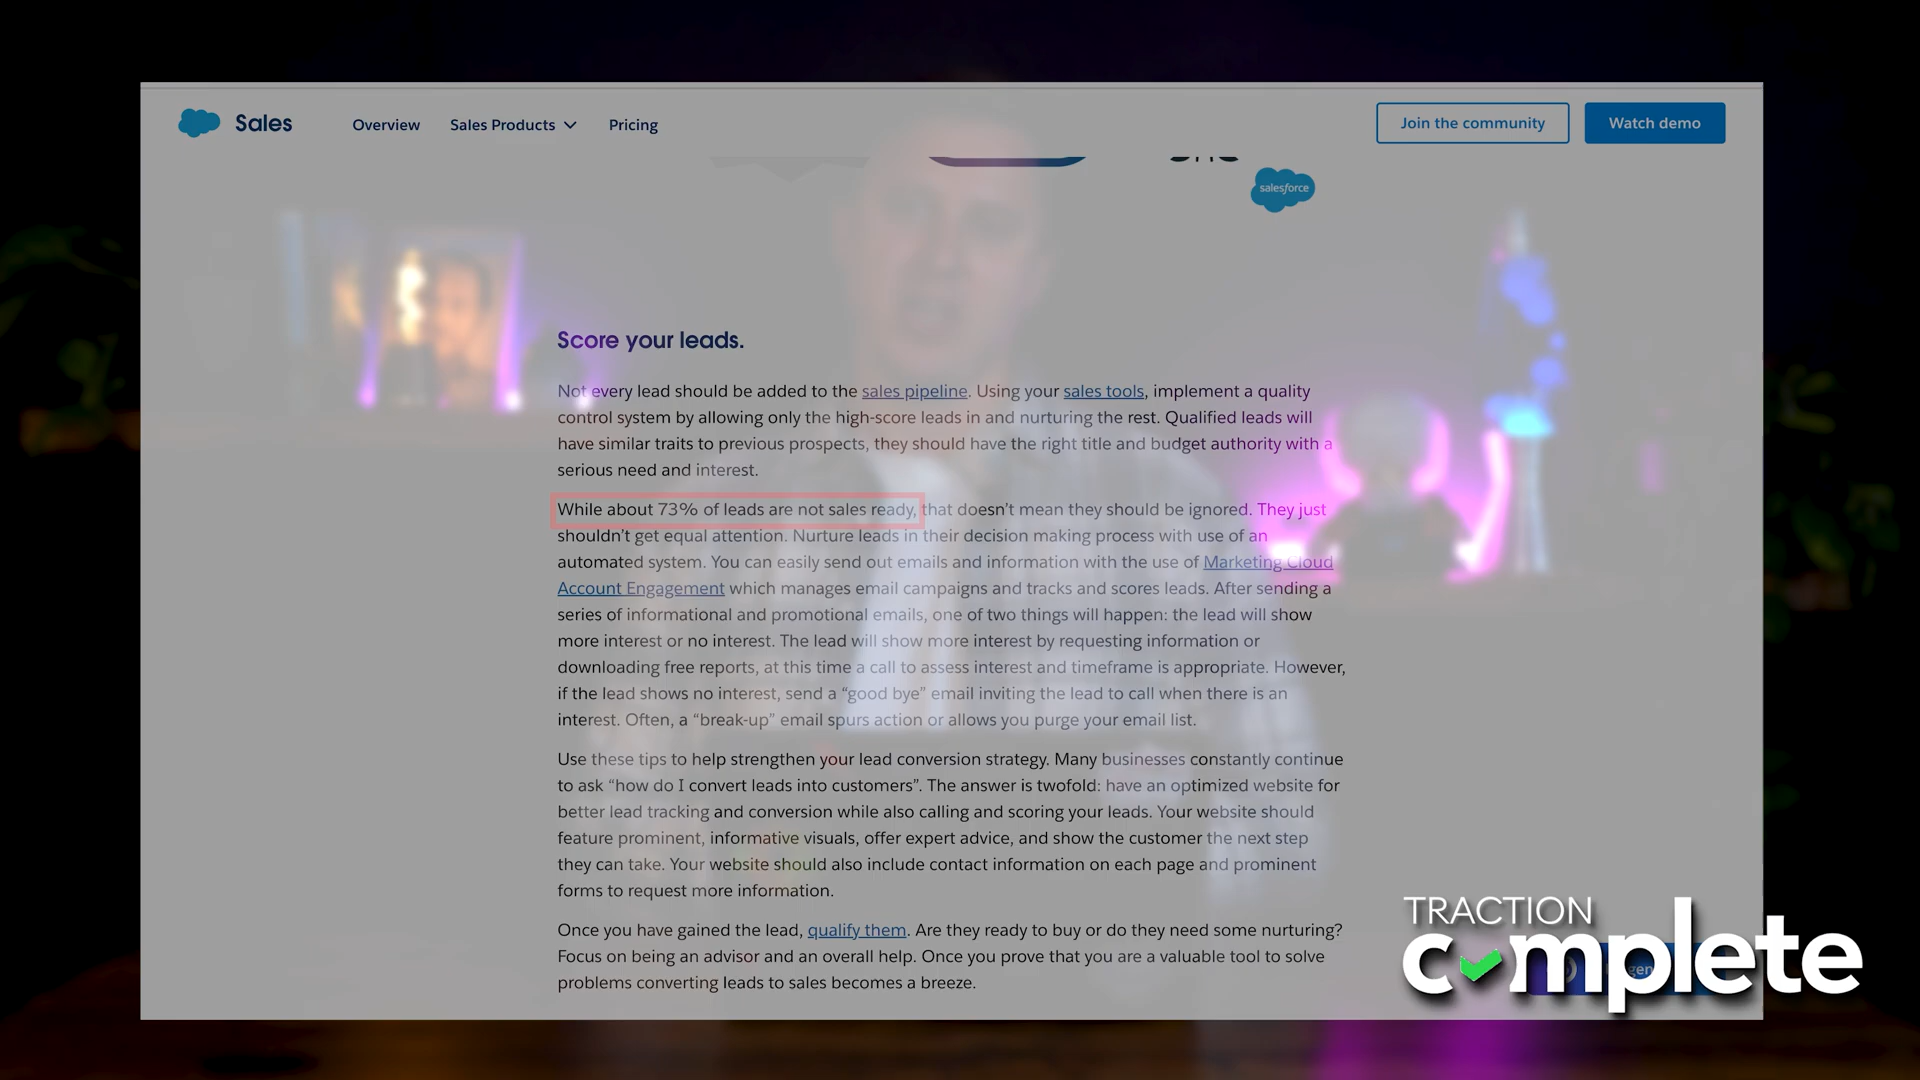 Sales
Overview
Sales Products
Pricing
Join the community
Watch demo
salesforce
Score your leads.
Not every lead should be added to the sales pipeline. Using your sales tools, implement a quality
control system by allowing only the high-score leads in and nurturing the rest. Qualified leads will
have similar traits to previous prospects, they should have the right title and budget authority with a
serious need and interest.
While about 73% of leads are not sales ready, that doesn’t mean they should be ignored. They just
shouldn’t get equal attention. Nurture leads in their decision making process with use of an
automated system. You can easily send out emails and information with the use of Marketing Cloud
Account Engagement which manages email campaigns and tracks and scores leads. After sending a
series of informational and promotional emails, one of two things will happen: the lead will show
more interest or no interest. The lead will show more interest by requesting information or
downloading free reports, at this time a call to assess interest and timeframe is appropriate. However,
if the lead shows no interest, send a “good bye” email inviting the lead to call when there is an
interest. Often, a “break-up” email spurs action or allows you purge your email list.
Use these tips to help strengthen your lead conversion strategy. Many businesses constantly continue
to ask “how do I convert leads into customers”. The answer is twofold: have an optimized website for
better lead tracking and conversion while also calling and scoring your leads. Your website should
feature prominent, informative visuals, offer expert advice, and show the customer the next step
they can take. Your website should also include contact information on each page and prominent
forms to request more information.
Once you have gained the lead, qualify them. Are they ready to buy or do they need some nurturing?
Focus on being an advisor and an overall help. Once you prove that you are a valuable tool to solve
problems converting leads to sales becomes a breeze.
TRACTION
complete